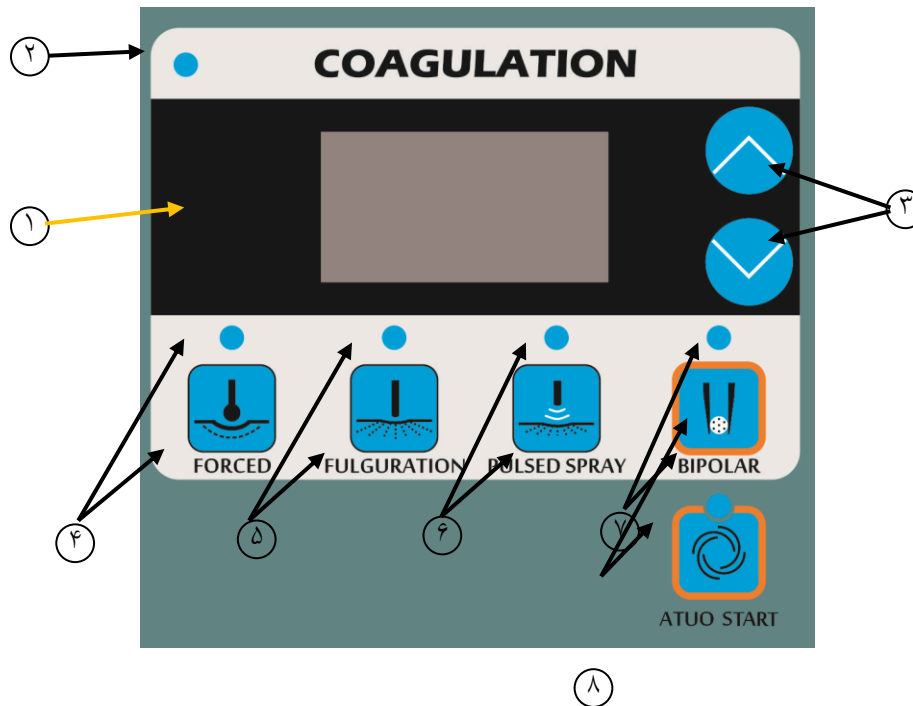 ۲
COAGULATION
۱
۳
FORCED
FULGURATION
PULSED SPRAY
BIPOLAR
۴
۵
۶
۷
ATUO START
۸